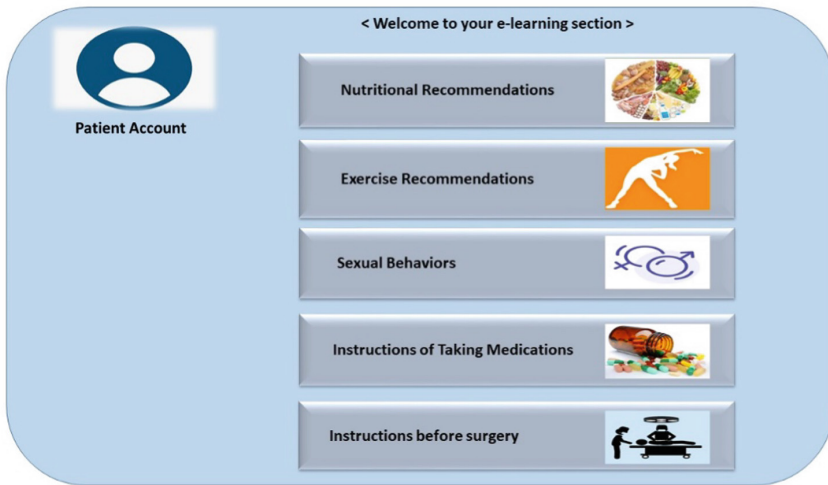 < Welcome to your e-learning section >
Patient Account
Nutritional Recommendations
Exercise Recommendations
Sexual Behaviors
Instructions of Taking Medications
Instructions before surgery